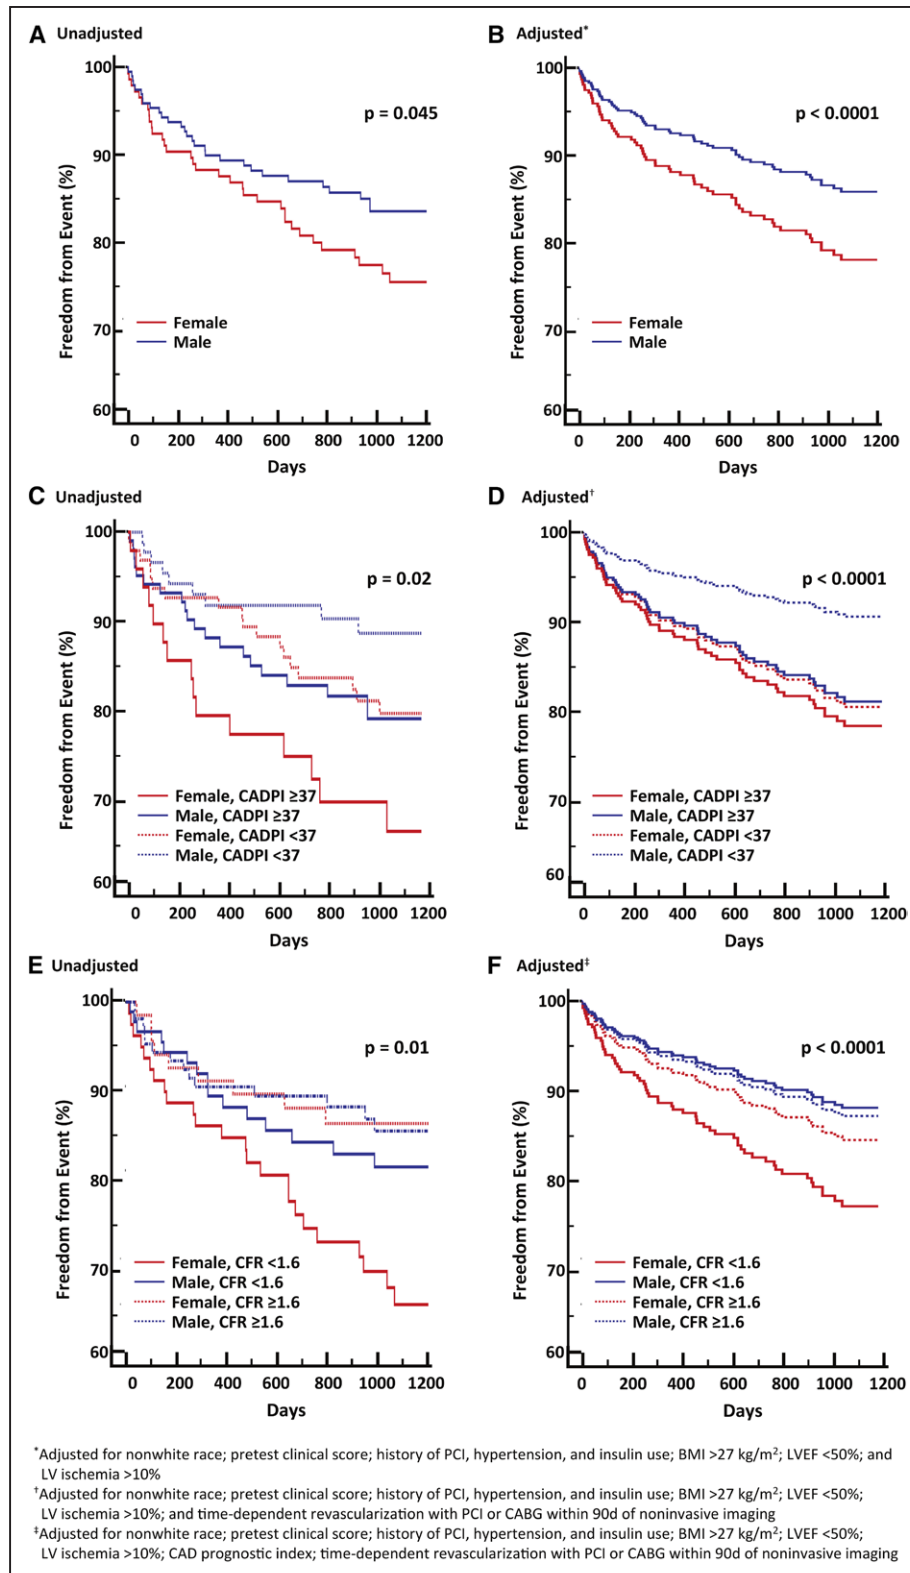 A Unadjusted
B Adjusted*
100
90
80
70
60
Freedom from Event (%)
p = 0.045
Female
Male
0 200 400 600 800 1000 1200
Days
100
90
80
70
60
Freedom from Event (%)
p < 0.0001
Female
Male
0 200 400 600 800 1000 1200
Days
C Unadjusted
D Adjusted†
100
90
80
70
60
Freedom from Event (%)
p = 0.02
Female, CADPI ≥37
Male, CADPI ≥37
Female, CADPI <37
Male, CADPI <37
0 200 400 600 800 1000 1200
Days
100
90
80
70
60
Freedom from Event (%)
p < 0.0001
Female, CADPI ≥37
Male, CADPI ≥37
Female, CADPI <37
Male, CADPI <37
0 200 400 600 800 1000 1200
Days
E Unadjusted
F Adjusted‡
100
90
80
70
60
Freedom from Event (%)
p = 0.01
Female, CFR <1.6
Male, CFR <1.6
Female, CFR ≥1.6
Male, CFR ≥1.6
0 200 400 600 800 1000 1200
Days
100
90
80
70
60
Freedom from Event (%)
p < 0.0001
Female, CFR <1.6
Male, CFR <1.6
Female, CFR ≥1.6
Male, CFR ≥1.6
0 200 400 600 800 1000 1200
Days
*Adjusted for nonwhite race; pretest clinical score; history of PCI, hypertension, and insulin use; BMI >27 kg/m²; LVEF <50%; and
LV ischemia >10%
†Adjusted for nonwhite race; pretest clinical score; history of PCI, hypertension, and insulin use; BMI >27 kg/m²; LVEF <50%;
LV ischemia >10%; and time-dependent revascularization with PCI or CABG within 90d of noninvasive imaging
‡Adjusted for nonwhite race; pretest clinical score; history of PCI, hypertension, and insulin use; BMI >27 kg/m²; LVEF <50%;
LV ischemia >10%; CAD prognostic index; time-dependent revascularization with PCI or CABG within 90d of noninvasive imaging